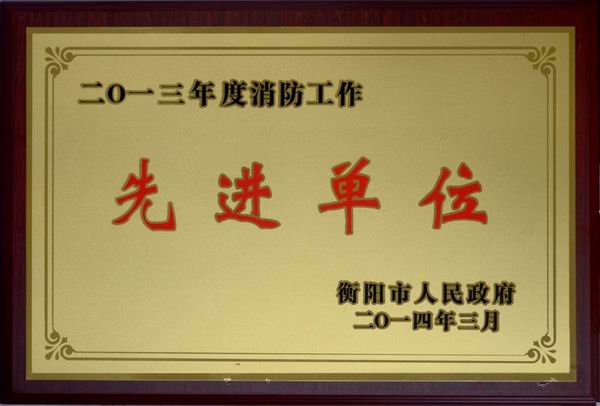 二〇一三年度消防工作
先进单位
衡阳市人民政府
二〇一四年三月